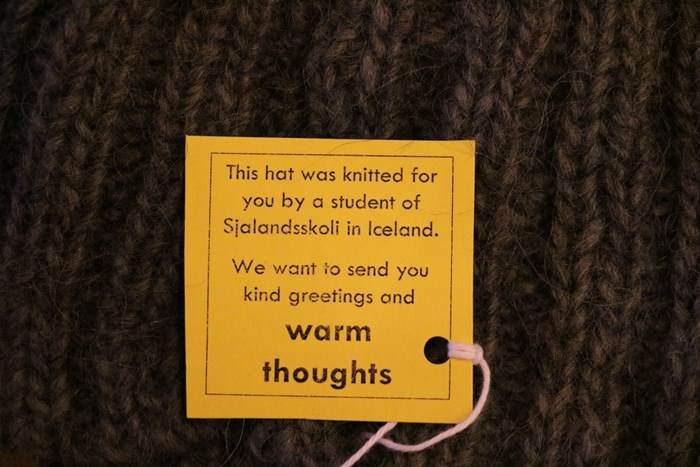 This hat was knitted for
you by a student of
Sjalandsskoli in Iceland.
We want to send you
kind greetings and
warm
thoughts